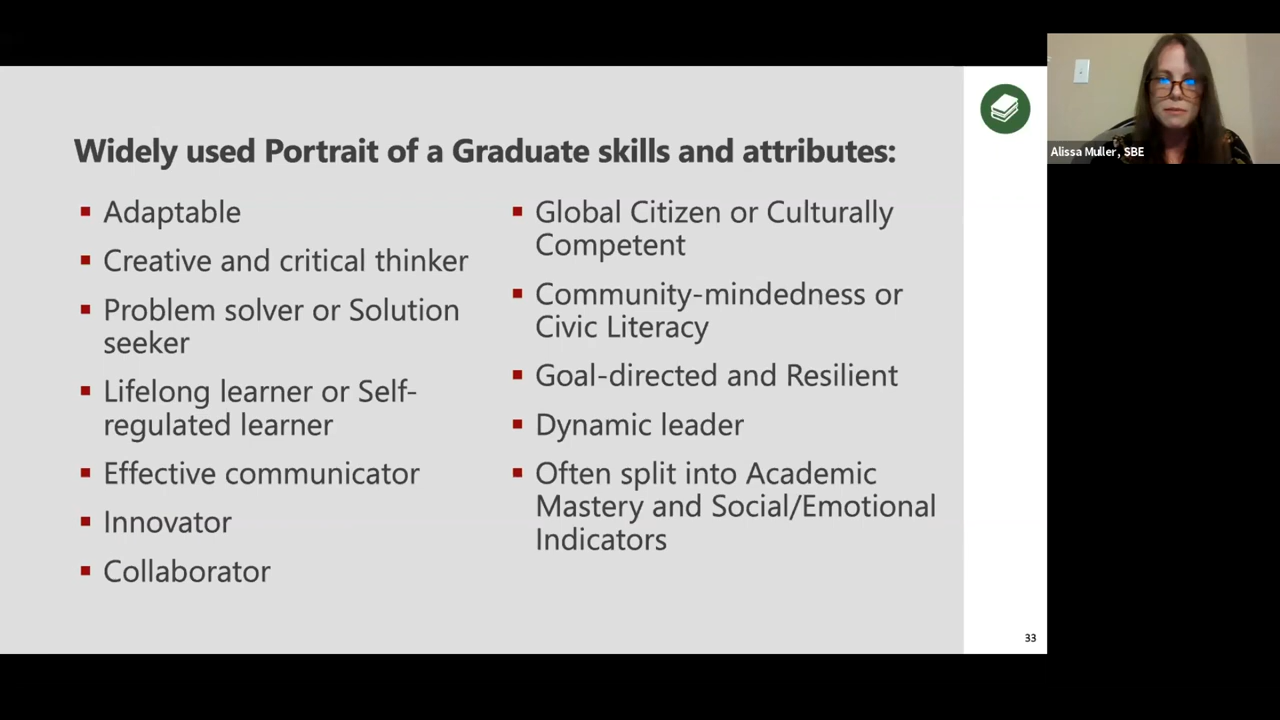 Widely used Portrait of a Graduate skills and attributes:
Adaptable
Creative and critical thinker
Problem solver or Solution
seeker
Lifelong learner or Self-
regulated learner
Effective communicator
Innovator
Collaborator
Global Citizen or Culturally
Competent
Community-mindedness or
Civic Literacy
Goal-directed and Resilient
Dynamic leader
Often split into Academic
Mastery and Social/Emotional
Indicators
33
Alissa Muller, SBE